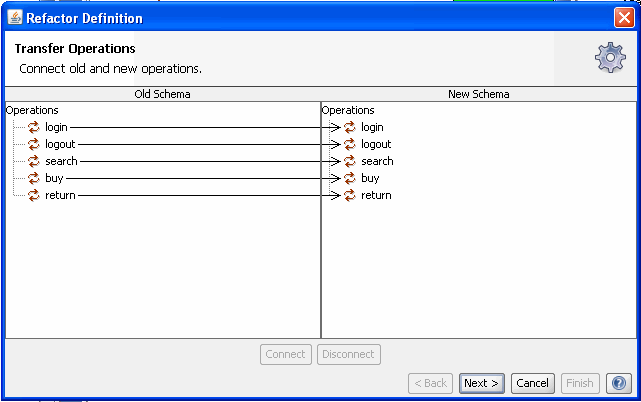 Refactor Definition
Transfer Operations
Connect old and new operations.
Old Schema New Schema
Operations Operations
login login
logout logout
search search
buy buy
return return
Connect Disconnect
< Back Next > Cancel Finish ?